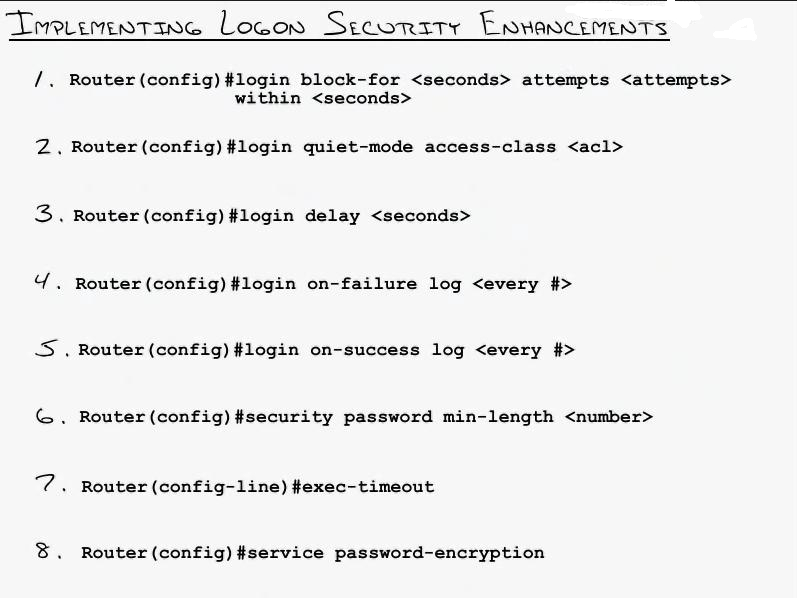 IMPLEMENTING LOGON SECURITY ENHANCEMENTS
1. Router(config)#login block-for <seconds> attempts <attempts>
within <seconds>
2. Router(config)#login quiet-mode access-class <acl>
3. Router(config)#login delay <seconds>
4. Router(config)#login on-failure log <every #>
5. Router(config)#login on-success log <every #>
6. Router(config)#security password min-length <number>
7. Router(config-line)#exec-timeout
8. Router(config)#service password-encryption